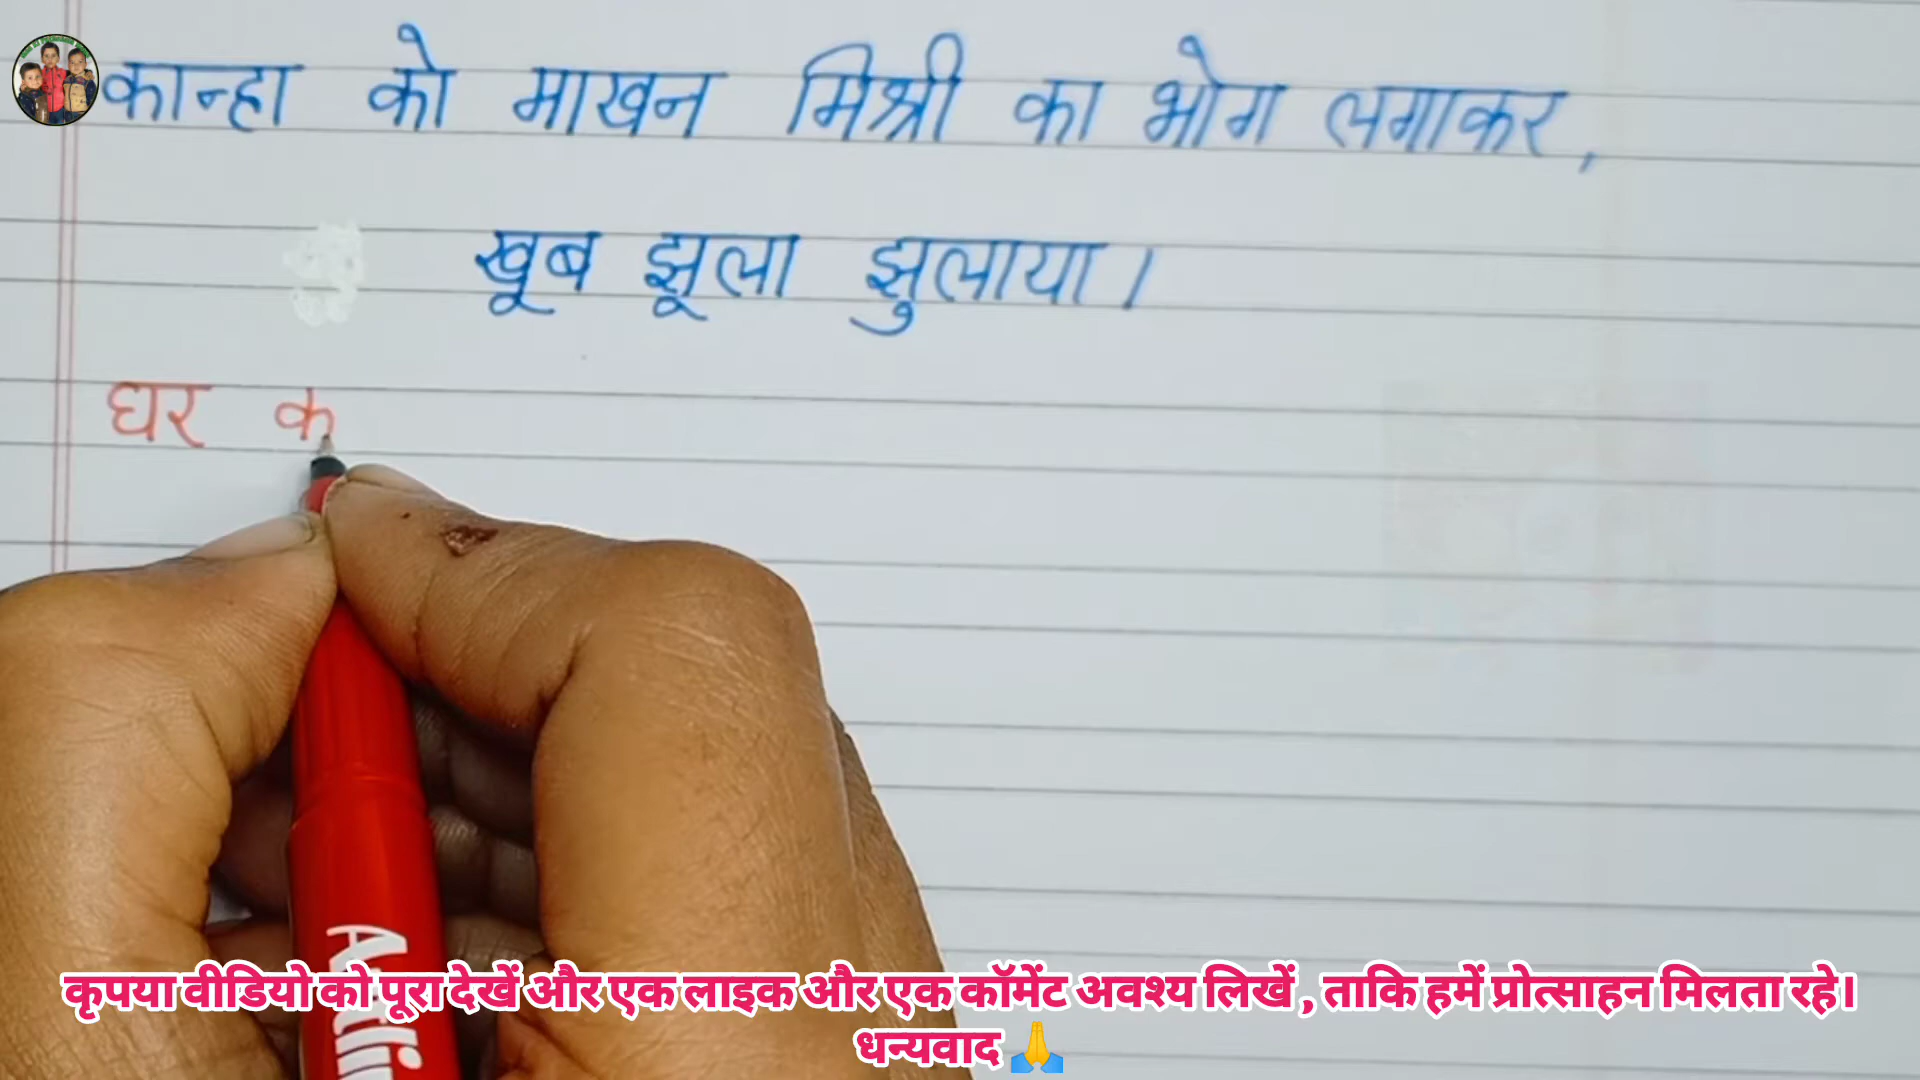 कान्हा को माखन मिश्री का भोग लगाकर,
खूब झूला झुलाया।
घर क
कृपया वीडियो को पूरा देखें और एक लाइक और एक कॉमेंट अवश्य लिखें, ताकि हमें प्रोत्साहन मिलता रहे।
धन्यवाद 🙏